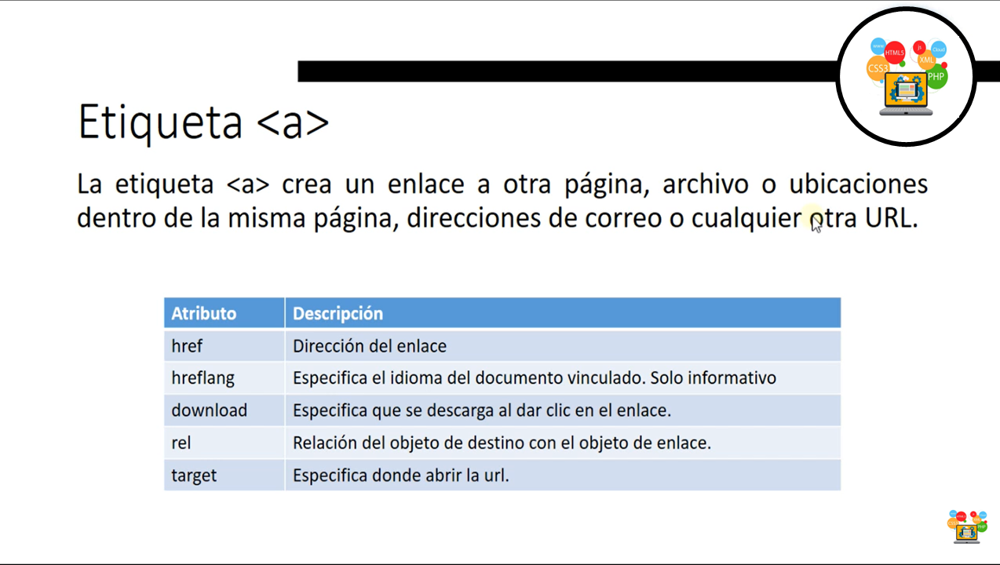 www
HTML5
js
Cloud
CSS3
XML
PHP
Etiqueta <a>
La etiqueta <a> crea un enlace a otra página, archivo o ubicaciones
dentro de la misma página, direcciones de correo o cualquier otra URL.
Atributo Descripción
href Dirección del enlace
hreflang Especifica el idioma del documento vinculado. Solo informativo
download Especifica que se descarga al dar clic en el enlace.
rel Relación del objeto de destino con el objeto de enlace.
target Especifica donde abrir la url.